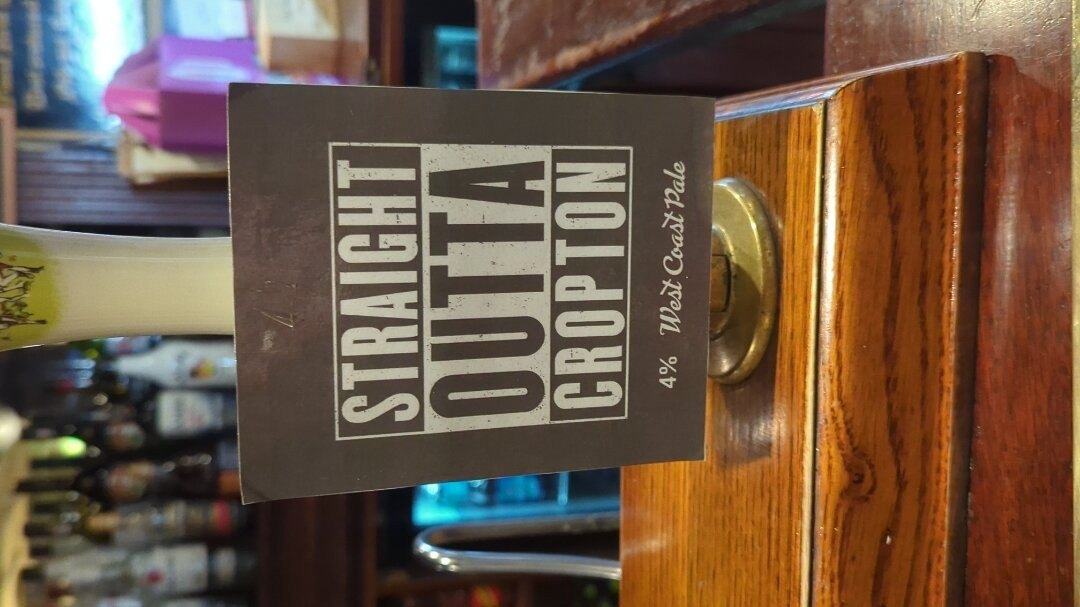 STRAIGHT
OUTTA
CROPTON
4% West Coast Pale